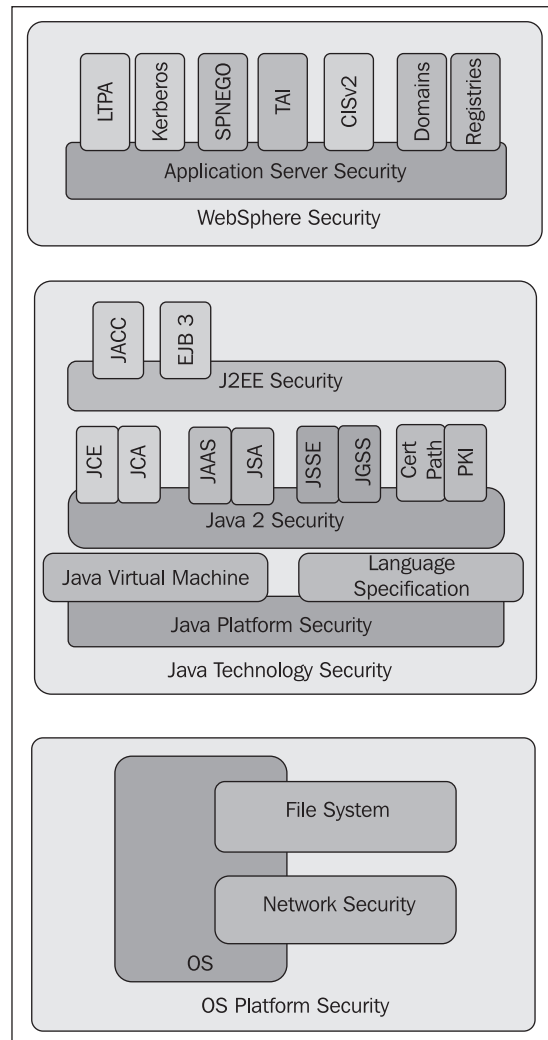 LTPA
Kerberos
SPNEGO
TAI
CISv2
Domains
Registries
Application Server Security
WebSphere Security
JACC
EJB 3
J2EE Security
JCE
JCA
JAAS
JSA
JSSE
JGSS
Cert
Path
PKI
Java 2 Security
Java Virtual Machine
Language
Specification
Java Platform Security
Java Technology Security
File System
Network Security
OS
OS Platform Security